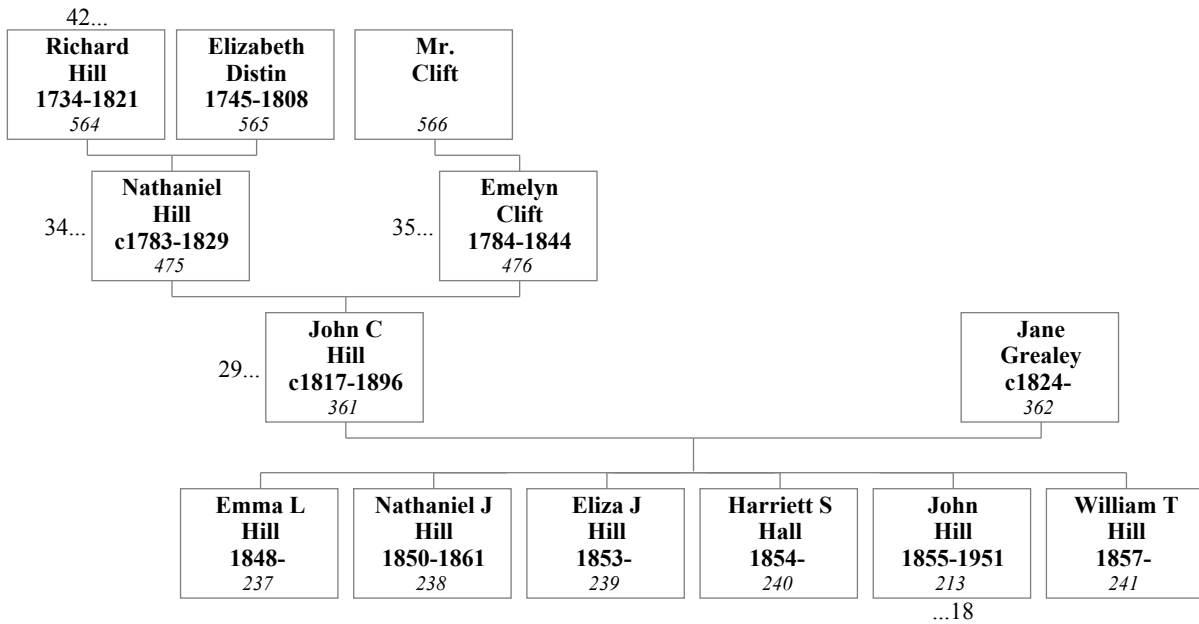 42...
Richard
Hill
1734-1821
564
Elizabeth
Distin
1745-1808
565
Mr.
Clift
566
34...
Nathaniel
Hill
c1783-1829
475
35...
Emelyn
Clift
1784-1844
476
29...
John C
Hill
c1817-1896
361
Jane
Grealey
c1824-
362
Emma L
Hill
1848-
237
Nathaniel J
Hill
1850-1861
238
Eliza J
Hill
1853-
239
Harriett S
Hall
1854-
240
John
Hill
1855-1951
213
...18
William T
Hill
1857-
241